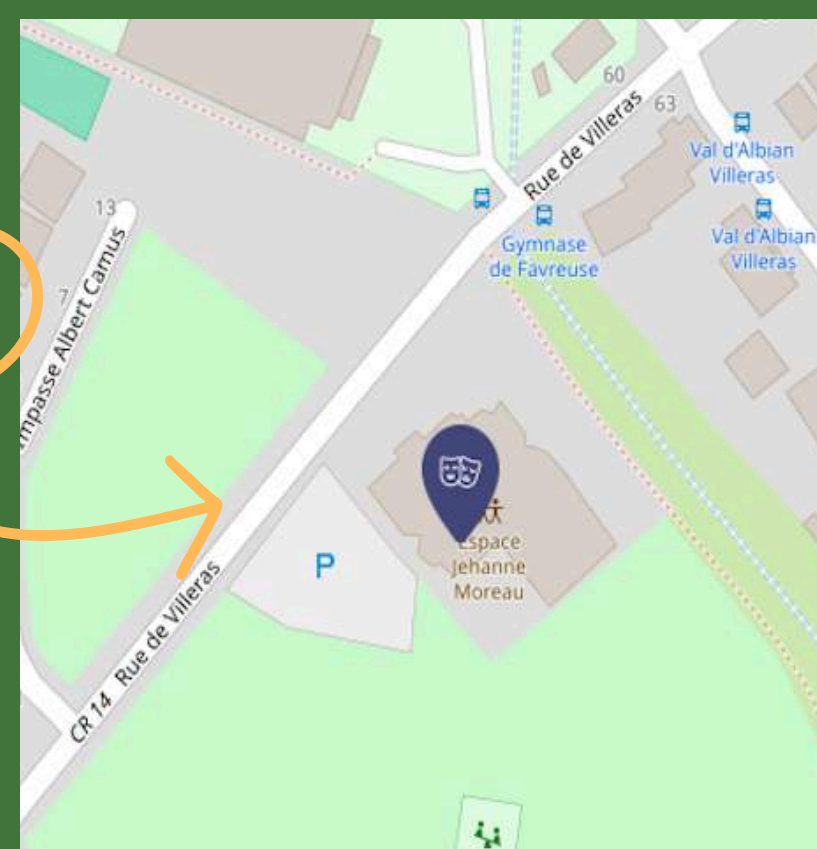 60
63
Rue de Villeras
Val d'Albian
Villeras
13
Val d'Albian
Villeras
Gymnase
de Favreuse
7
Impasse Albert Camus
Espace
Jehanne
Moreau
P
CR 14 Rue de Villeras